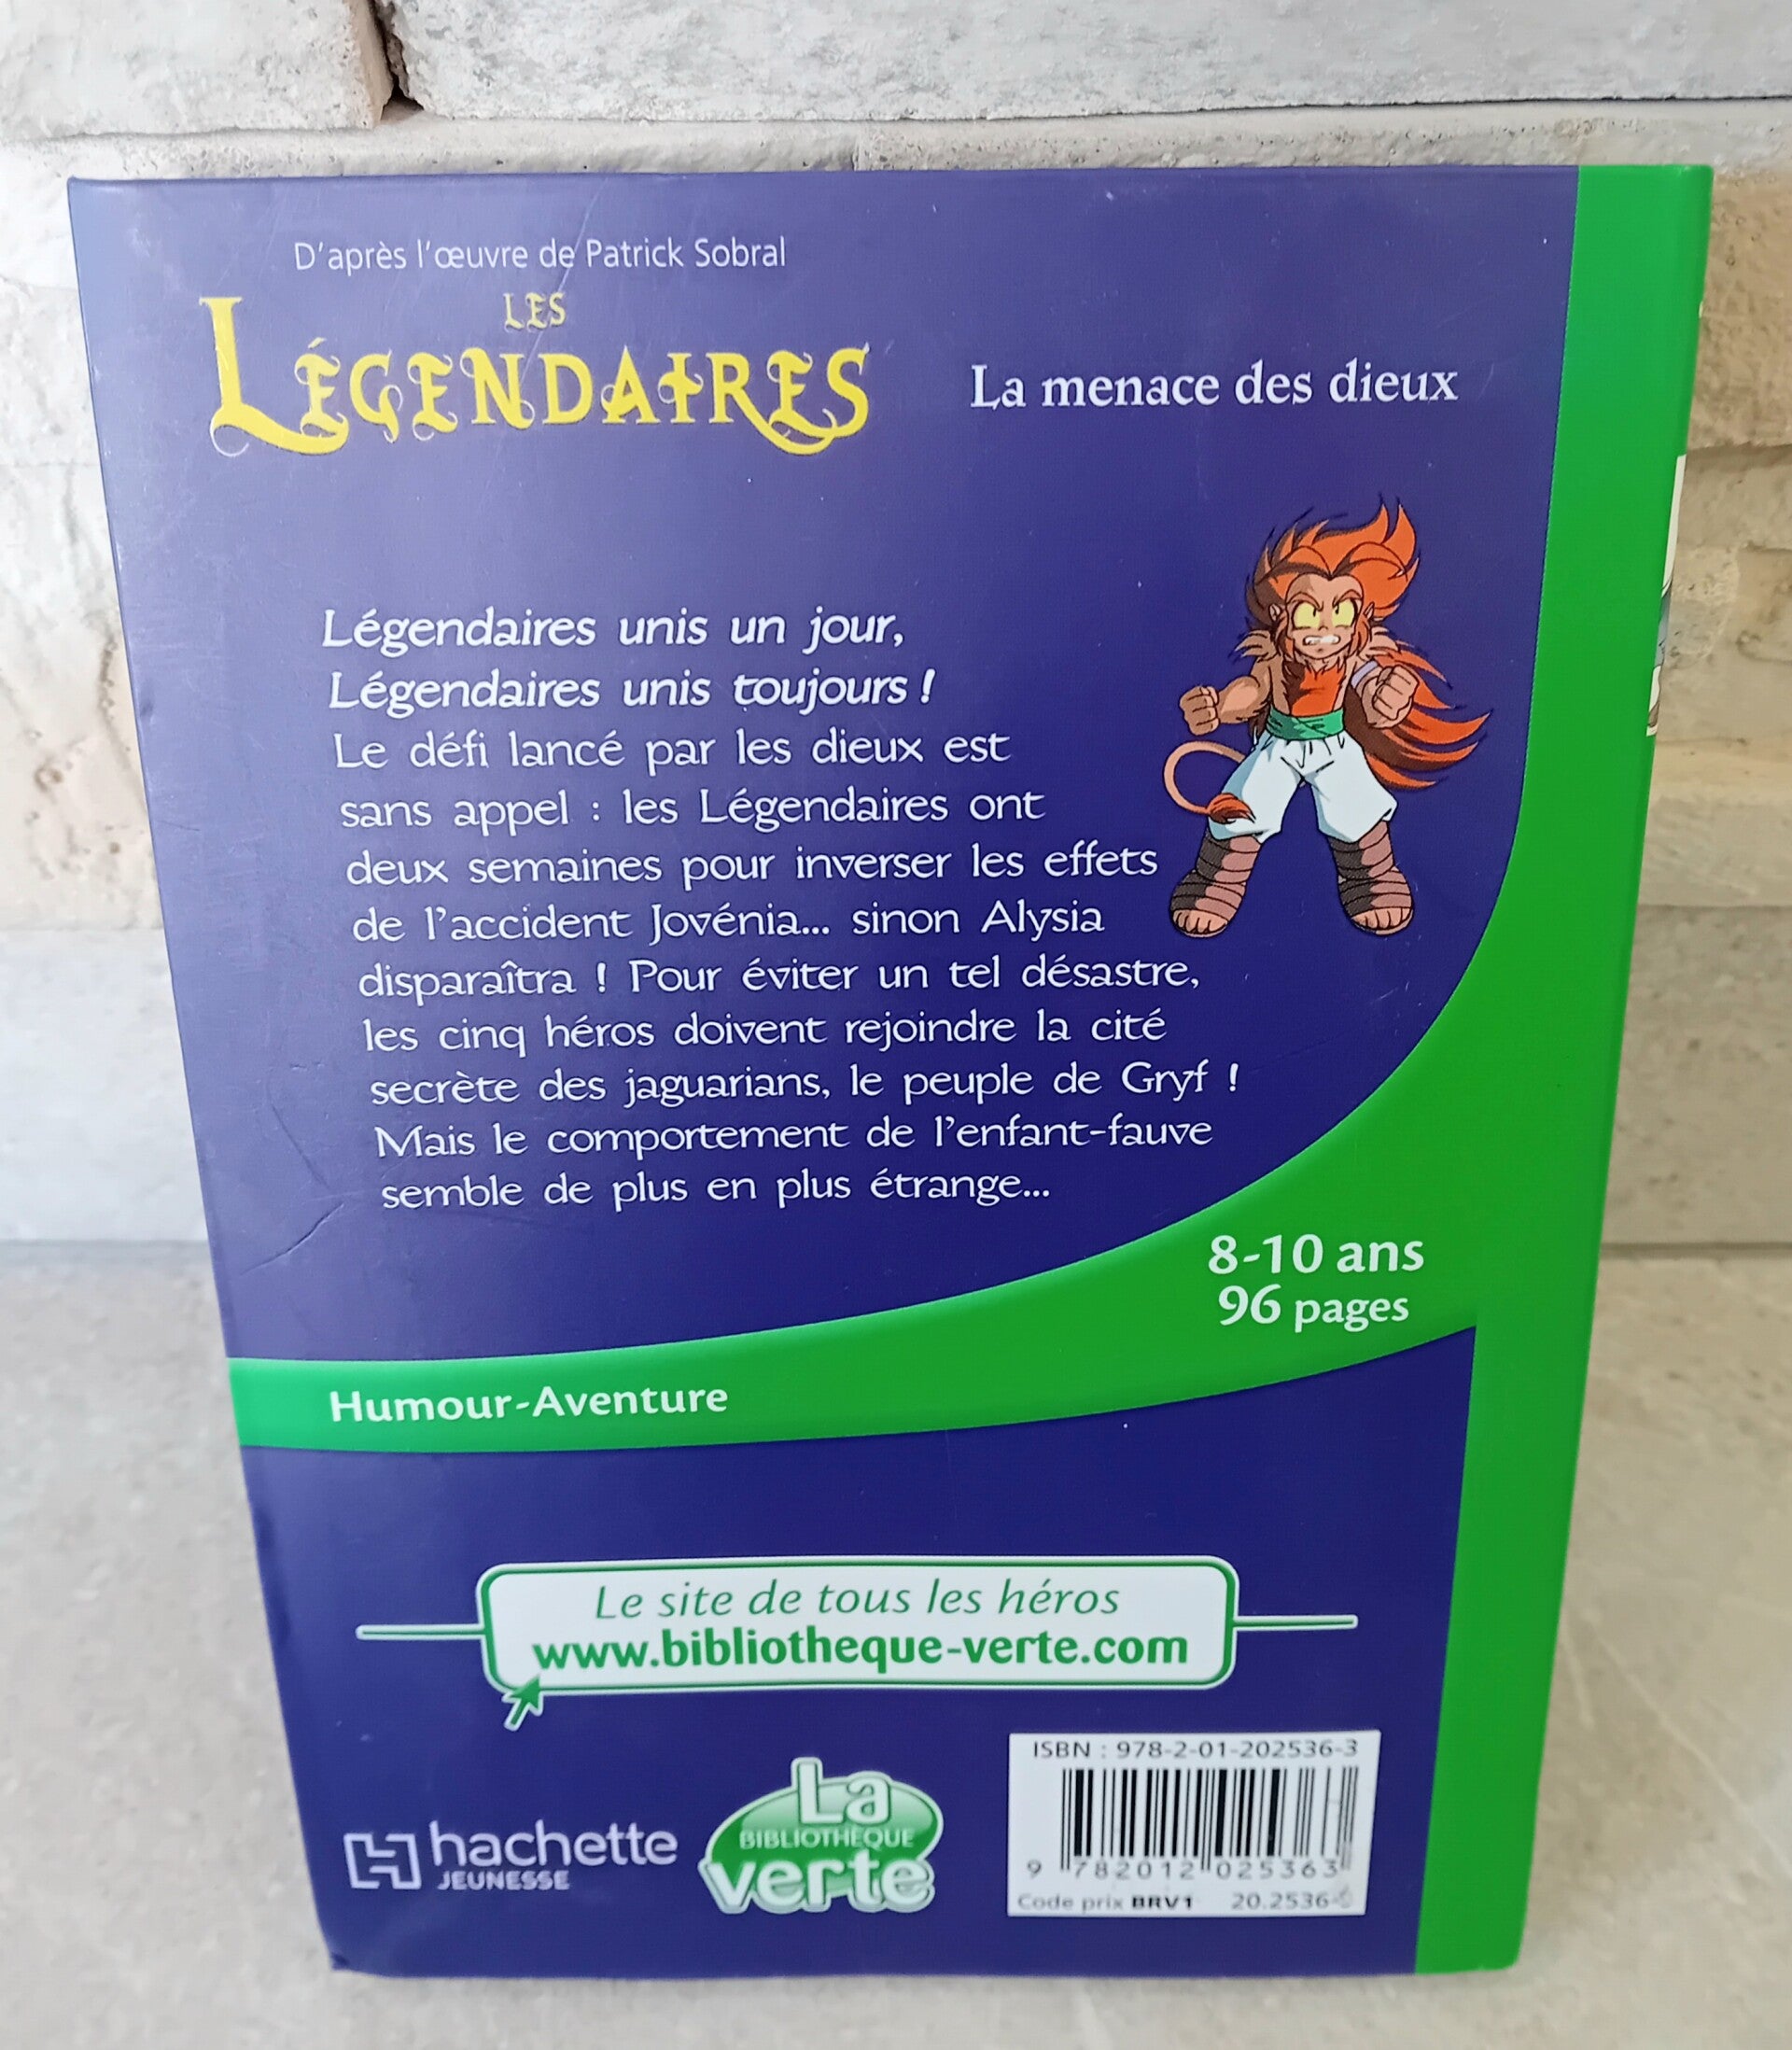 D'après l'œuvre de Patrick Sobral
LES
LÉGENDAIRES
La menace des dieux
Légendaires unis un jour,
Légendaires unis toujours !
Le défi lancé par les dieux est
sans appel : les Légendaires ont
deux semaines pour inverser les effets
de l'accident Jovénia... sinon Alysia
disparaîtra ! Pour éviter un tel désastre,
les cinq héros doivent rejoindre la cité
secrète des jaguarians, le peuple de Gryf !
Mais le comportement de l'enfant-fauve
semble de plus en plus étrange...
8-10 ans
96 pages
Humour-Aventure
Le site de tous les héros
www.bibliotheque-verte.com
hachette
JEUNESSE
La
BIBLIOTHÈQUE
verte
ISBN : 978-2-01-202536-3
9 782012 025363
Code prix BRV1 20.2536-